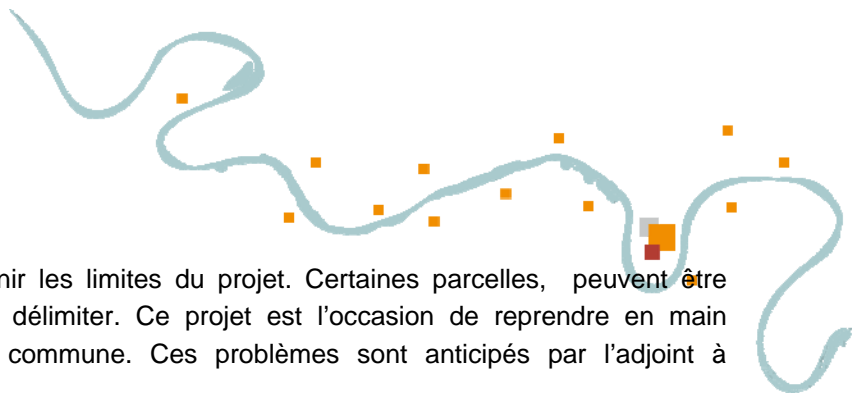 nir les limites du projet. Certaines parcelles, peuvent être
délimiter. Ce projet est l’occasion de reprendre en main
commune. Ces problèmes sont anticipés par l’adjoint à